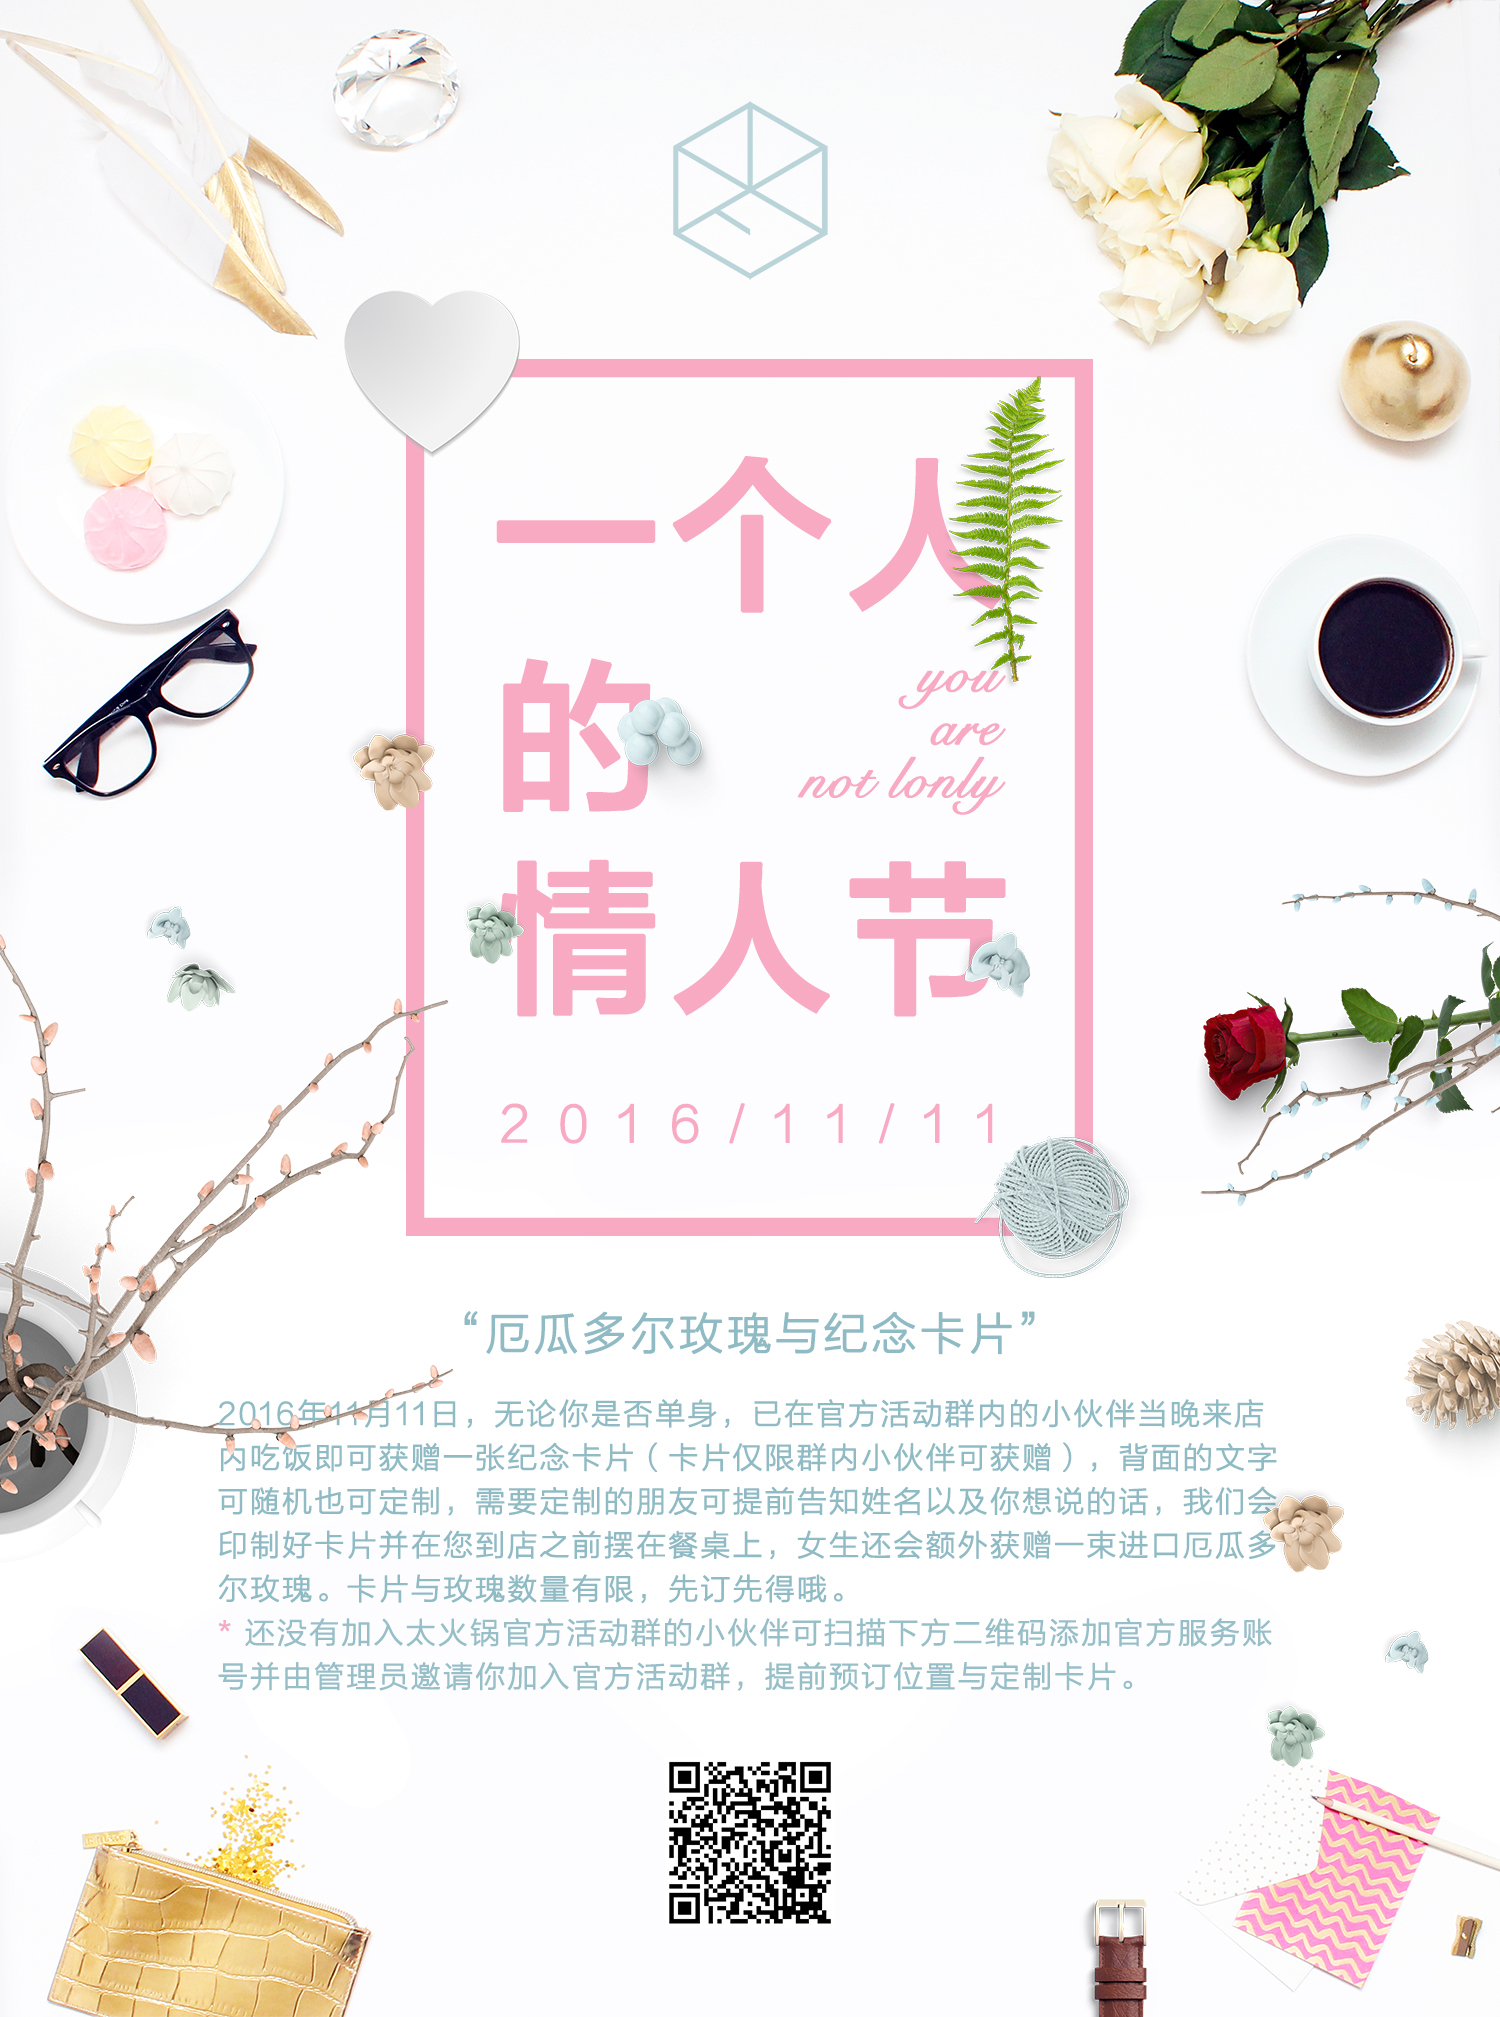 一个人
的
you
are
not lonly
情人节
2016/11/11
“厄瓜多尔玫瑰与纪念卡片”
2016年11月11日，无论你是否单身，已在官方活动群内的小伙伴当晚来店
内吃饭即可获赠一张纪念卡片（卡片仅限群内小伙伴可获赠），背面的文字
可随机也可定制，需要定制的朋友可提前告知姓名以及你想说的话，我们会
印制好卡片并在您到店之前摆在餐桌上，女生还会额外获赠一束进口厄瓜多
尔玫瑰。卡片与玫瑰数量有限，先订先得哦。
* 还没有加入太火锅官方活动群的小伙伴可扫描下方二维码添加官方服务账
号并由管理员邀请你加入官方活动群，提前预订位置与定制卡片。